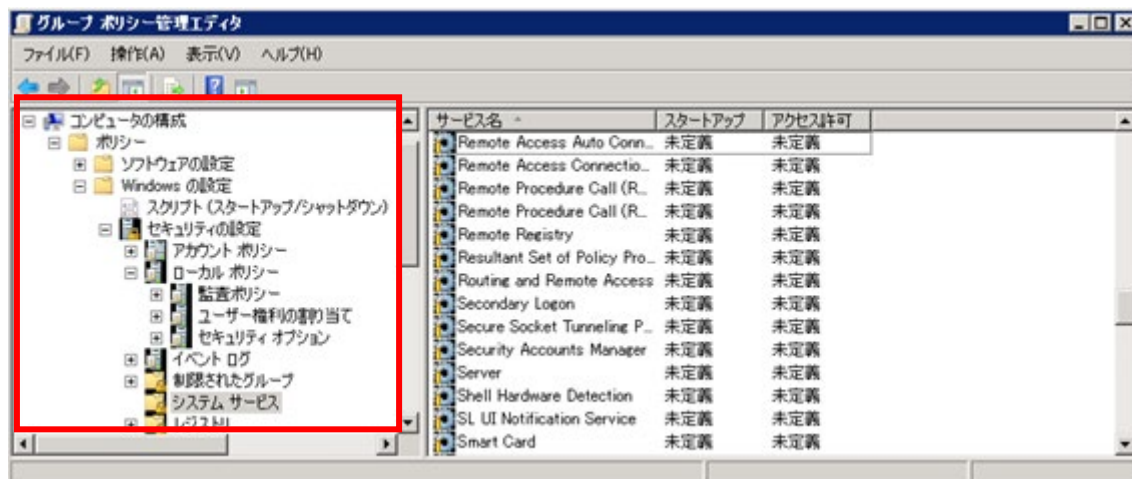 グループ ポリシー管理エディタ
ファイル(F) 操作(A) 表示(V) ヘルプ(H)
コンピュータの構成
ポリシー
ソフトウェアの設定
Windows の設定
スクリプト (スタートアップ/シャットダウン)
セキュリティの設定
アカウント ポリシー
ローカル ポリシー
監査ポリシー
ユーザー権利の割り当て
セキュリティ オプション
イベント ログ
制限されたグループ
システム サービス
レジストリ
サービス名 スタートアップ アクセス許可
Remote Access Auto Conn... 未定義 未定義
Remote Access Connectio... 未定義 未定義
Remote Procedure Call (R... 未定義 未定義
Remote Procedure Call (R... 未定義 未定義
Remote Registry 未定義 未定義
Resultant Set of Policy Pro... 未定義 未定義
Routing and Remote Access 未定義 未定義
Secondary Logon 未定義 未定義
Secure Socket Tunneling P... 未定義 未定義
Security Accounts Manager 未定義 未定義
Server 未定義 未定義
Shell Hardware Detection 未定義 未定義
SL UI Notification Service 未定義 未定義
Smart Card 未定義 未定義